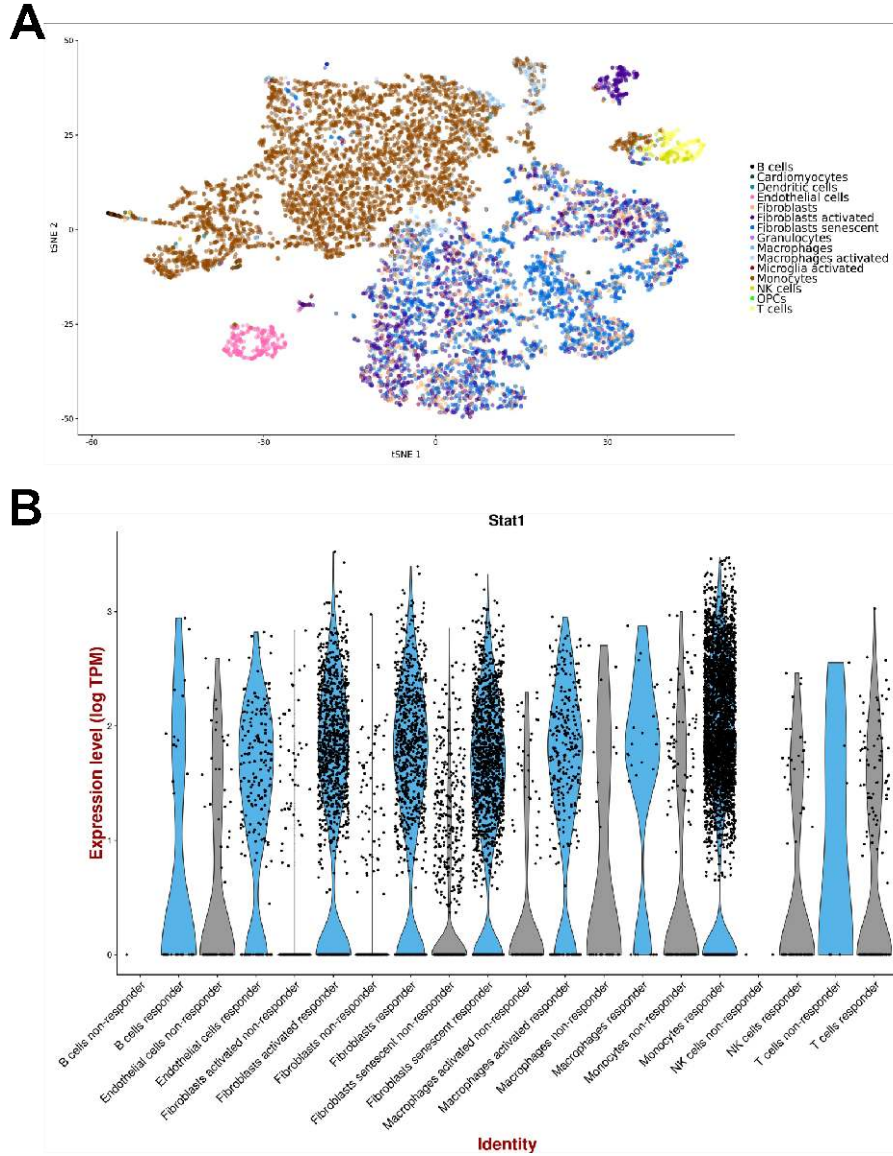 A
50
25
0
-25
-50
tSNE 2
-60
-30
0
30
tSNE 1
B cells
Cardiomyocytes
Dendritic cells
Endothelial cells
Fibroblasts
Fibroblasts activated
Fibroblasts senescent
Granulocytes
Macrophages
Macrophages activated
Microglia activated
Monocytes
NK cells
OPCs
T cells
B
Stat1
Expression level (log TPM)
3
2
1
0
B cells non-responder
B cells responder
Endothelial cells non-responder
Endothelial cells responder
Fibroblasts activated non-responder
Fibroblasts activated responder
Fibroblasts non-responder
Fibroblasts responder
Fibroblasts senescent non-responder
Fibroblasts senescent responder
Macrophages activated non-responder
Macrophages activated responder
Macrophages non-responder
Macrophages responder
Monocytes non-responder
Monocytes responder
NK cells non-responder
NK cells responder
T cells non-responder
T cells responder
Identity